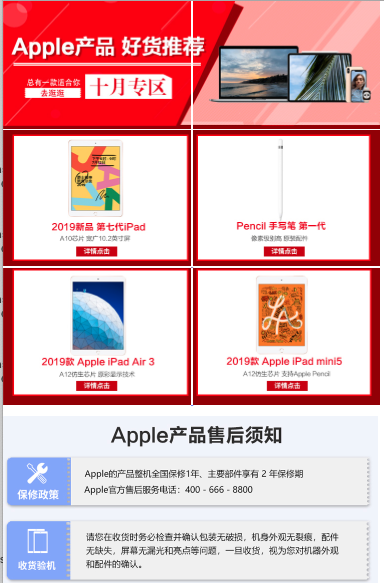 Apple产品 好货推荐
总有一款适合你
去逛逛
十月专区
2019新品 第七代iPad
A10芯片 宽广10.2英寸屏
详情点击
Pencil 手写笔 第一代
像素级别高 原装配件
详情点击
2019款 Apple iPad Air 3
A12仿生芯片 原彩显示技术
详情点击
2019款 Apple iPad mini5
A12仿生芯片 支持Apple Pencil
详情点击
Apple产品售后须知
保修政策
Apple的产品整机全国保修1年、主要部件享有 2 年保修期
Apple官方售后服务电话：400 - 666 - 8800
收货验机
请您在收货时务必检查并确认包装无破损，机身外观无裂痕，配件
无缺失，屏幕无漏光和亮点等问题，一旦收货，视为您对机器外观
和配件的确认。